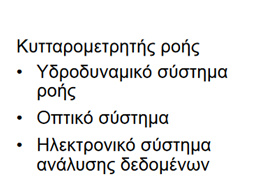 Κυτταρομετρητής ροής
• Υδροδυναμικό σύστημα
ροής
• Οπτικό σύστημα
• Ηλεκτρονικό σύστημα
ανάλυσης δεδομένων